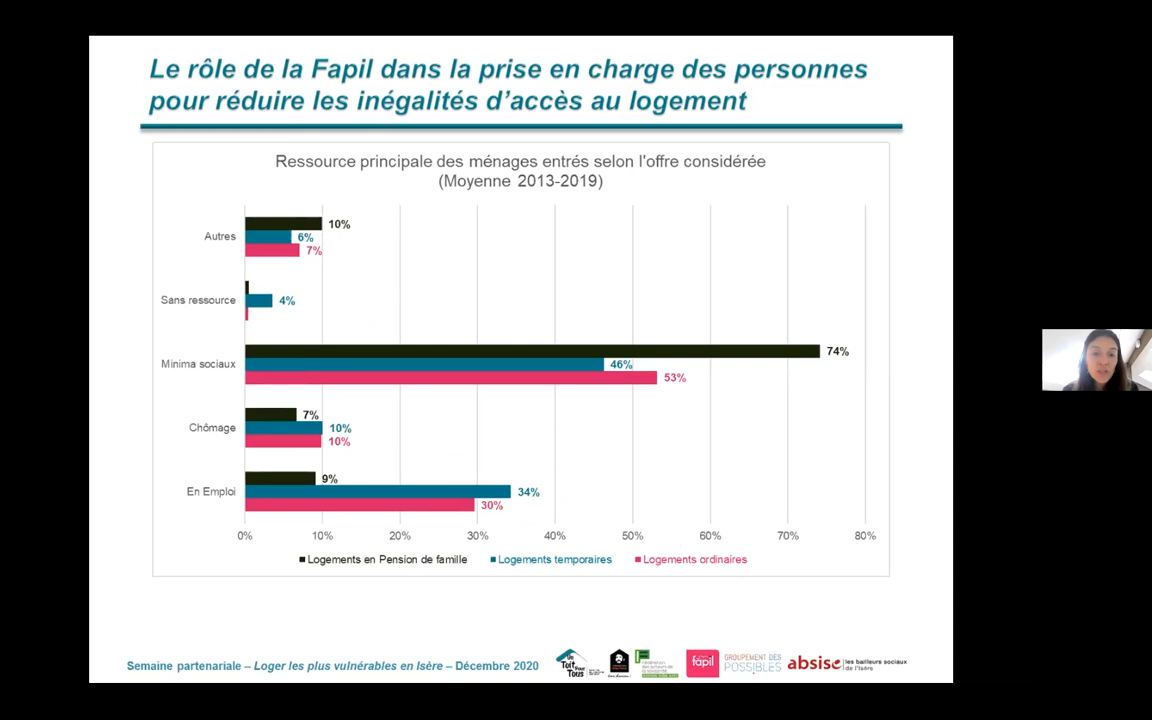 Le rôle de la Fapil dans la prise en charge des personnes
pour réduire les inégalités d'accès au logement
Ressource principale des ménages entrés selon l'offre considérée
(Moyenne 2013-2019)
Autres
10%
6%
7%
Sans ressource
4%
Minima sociaux
74%
46%
53%
Chômage
7%
10%
10%
En Emploi
9%
34%
30%
0% 10% 20% 30% 40% 50% 60% 70% 80%
Logements en Pension de famille Logements temporaires Logements ordinaires
Semaine partenariale – Loger les plus vulnérables en Isère – Décembre 2020
Un Toit Pour Tous
fapil
GROUPEMENT DES
POSSIBLES
absise
les bailleurs sociaux
de l'Isère